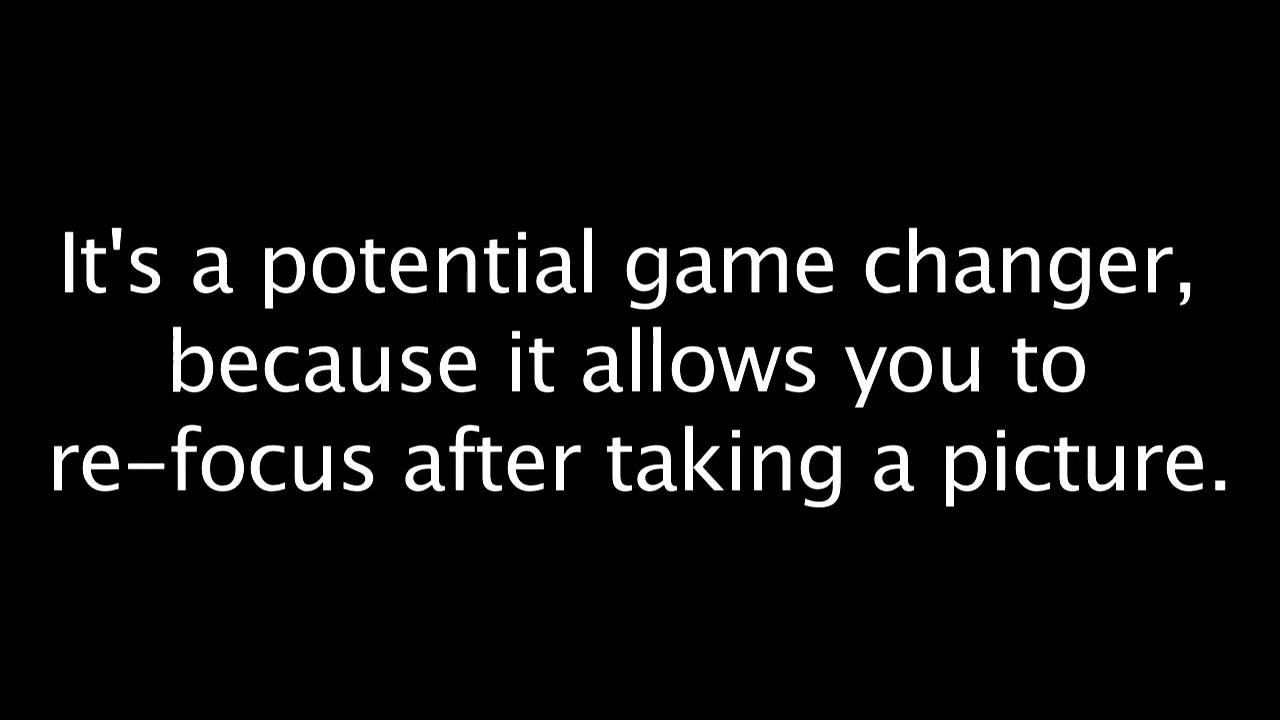 It's a potential game changer,
because it allows you to
re-focus after taking a picture.